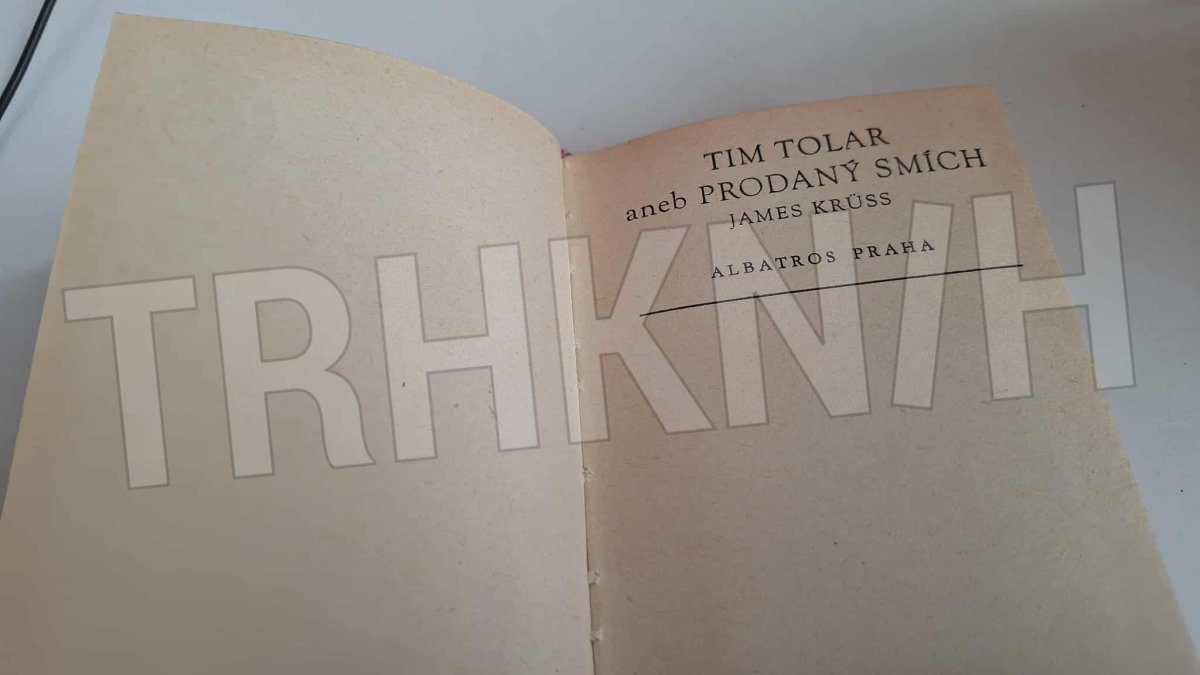 TIM TOLAR
aneb PRODANÝ SMÍCH
JAMES KRÜSS
ALBATROS PRAHA
TRHKNIH